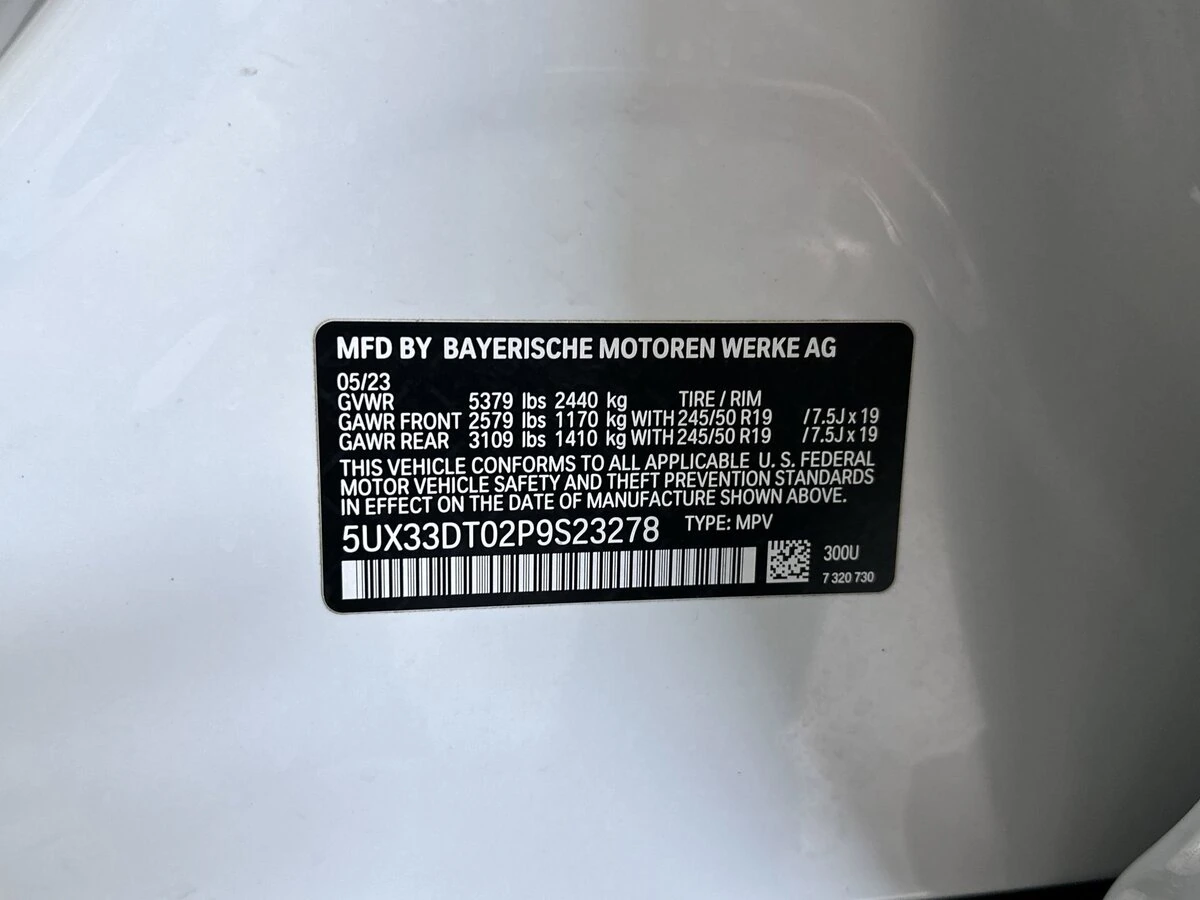 MFD BY BAYERISCHE MOTOREN WERKE AG
05/23
GVWR 5379 lbs 2440 kg TIRE / RIM
GAWR FRONT 2579 lbs 1170 kg WITH 245/50 R19 / 7.5J x 19
GAWR REAR 3109 lbs 1410 kg WITH 245/50 R19 / 7.5J x 19
THIS VEHICLE CONFORMS TO ALL APPLICABLE U. S. FEDERAL
MOTOR VEHICLE SAFETY AND THEFT PREVENTION STANDARDS
IN EFFECT ON THE DATE OF MANUFACTURE SHOWN ABOVE.
5UX33DT02P9S23278 TYPE: MPV
300U
7 320 730